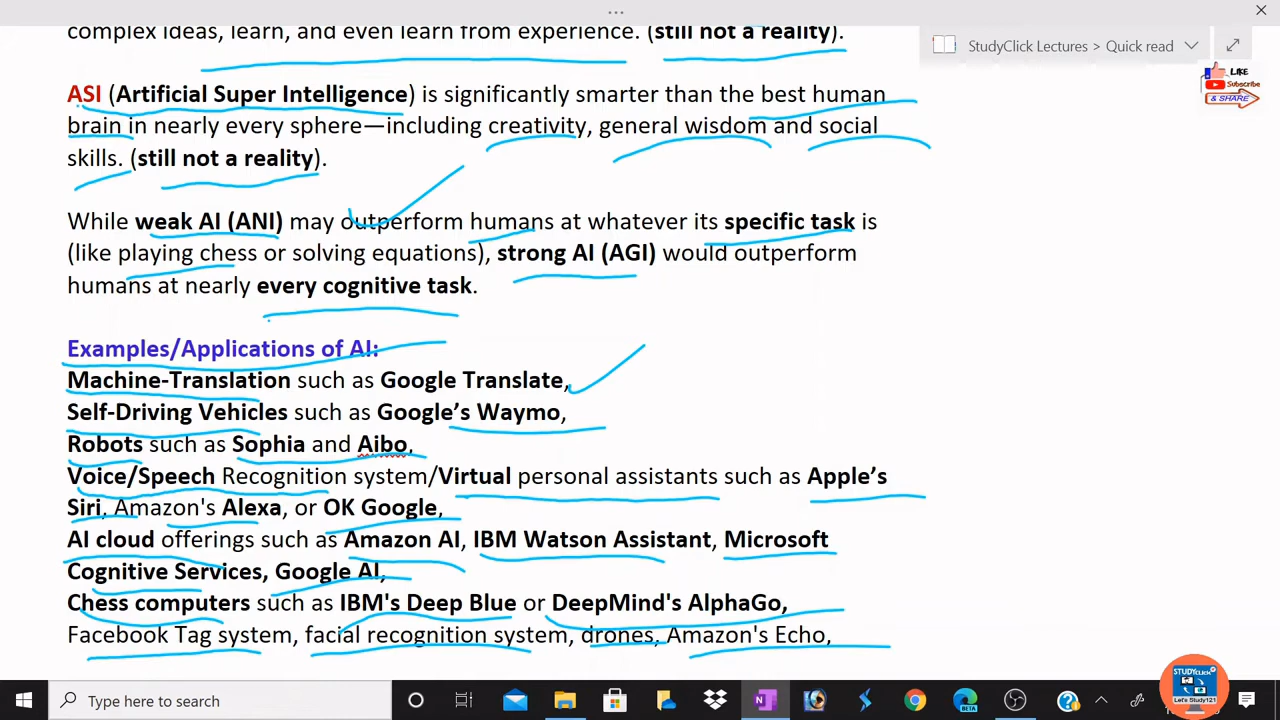 complex ideas, learn, and even learn from experience. (still not a reality).
StudyClick Lectures > Quick read
LIKE
Subscribe
& SHARE
ASI (Artificial Super Intelligence) is significantly smarter than the best human
brain in nearly every sphere—including creativity, general wisdom and social
skills. (still not a reality).
While weak AI (ANI) may outperform humans at whatever its specific task is
(like playing chess or solving equations), strong AI (AGI) would outperform
humans at nearly every cognitive task.
Examples/Applications of AI:
Machine-Translation such as Google Translate,
Self-Driving Vehicles such as Google’s Waymo,
Robots such as Sophia and Aibo,
Voice/Speech Recognition system/Virtual personal assistants such as Apple’s
Siri, Amazon's Alexa, or OK Google,
AI cloud offerings such as Amazon AI, IBM Watson Assistant, Microsoft
Cognitive Services, Google AI,
Chess computers such as IBM's Deep Blue or DeepMind's AlphaGo,
Facebook Tag system, facial recognition system, drones, Amazon's Echo,
STUDYCLICK
Let's Study121
Type here to search
BETA